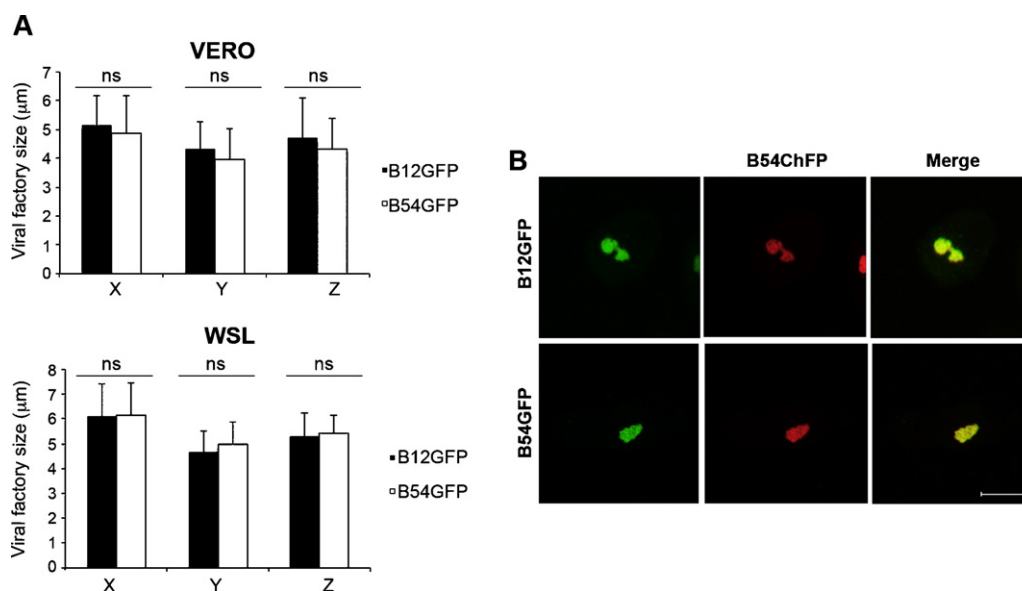 A
VERO
Viral factory size (μm)
7
6
5
4
3
2
1
0
ns
ns
ns
X
Y
Z
B12GFP
B54GFP
WSL
Viral factory size (μm)
8
7
6
5
4
3
2
1
0
ns
ns
ns
X
Y
Z
B12GFP
B54GFP
B
B54ChFP
Merge
B12GFP
B54GFP